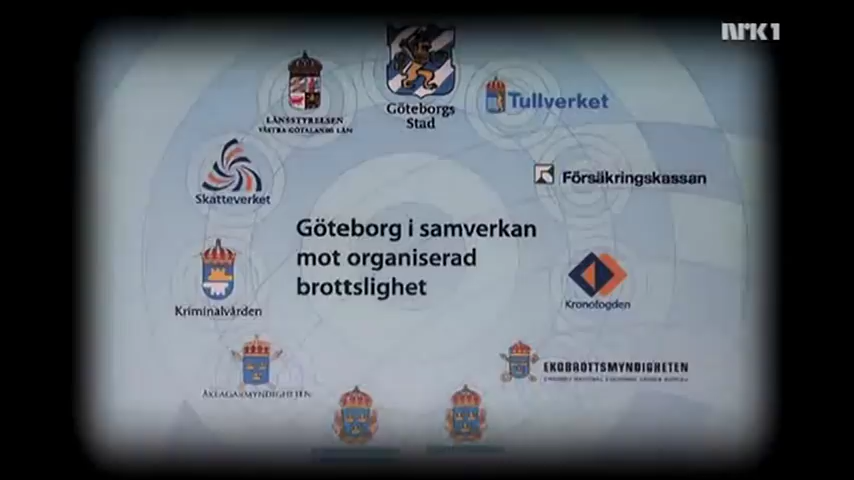 NRK1
Göteborgs
Stad
LÄNSSTYRELSEN
VÄSTRA GÖTALANDS LÄN
Tullverket
Skatteverket
Försäkringskassan
Göteborg i samverkan
mot organiserad
brottslighet
Kriminalvården
Kronofogden
ÅKLAGARMYNDIGHETEN
EKOBROTTSMYNDIGHETEN